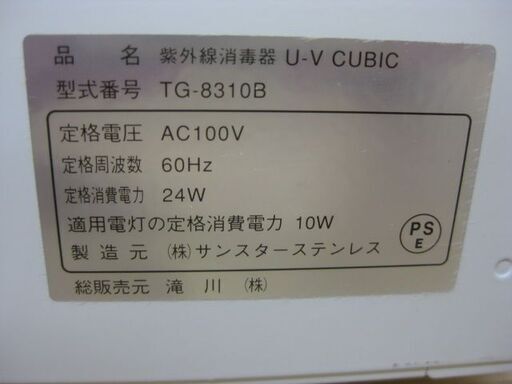 品 名 紫外線消毒器 U-V CUBIC
型式番号 TG-8310B
定格電圧 AC100V
定格周波数 60Hz
定格消費電力 24W
適用電灯の定格消費電力 10W
製造元 (株)サンスターステンレス
PS
E
総販売元 滝川 (株)